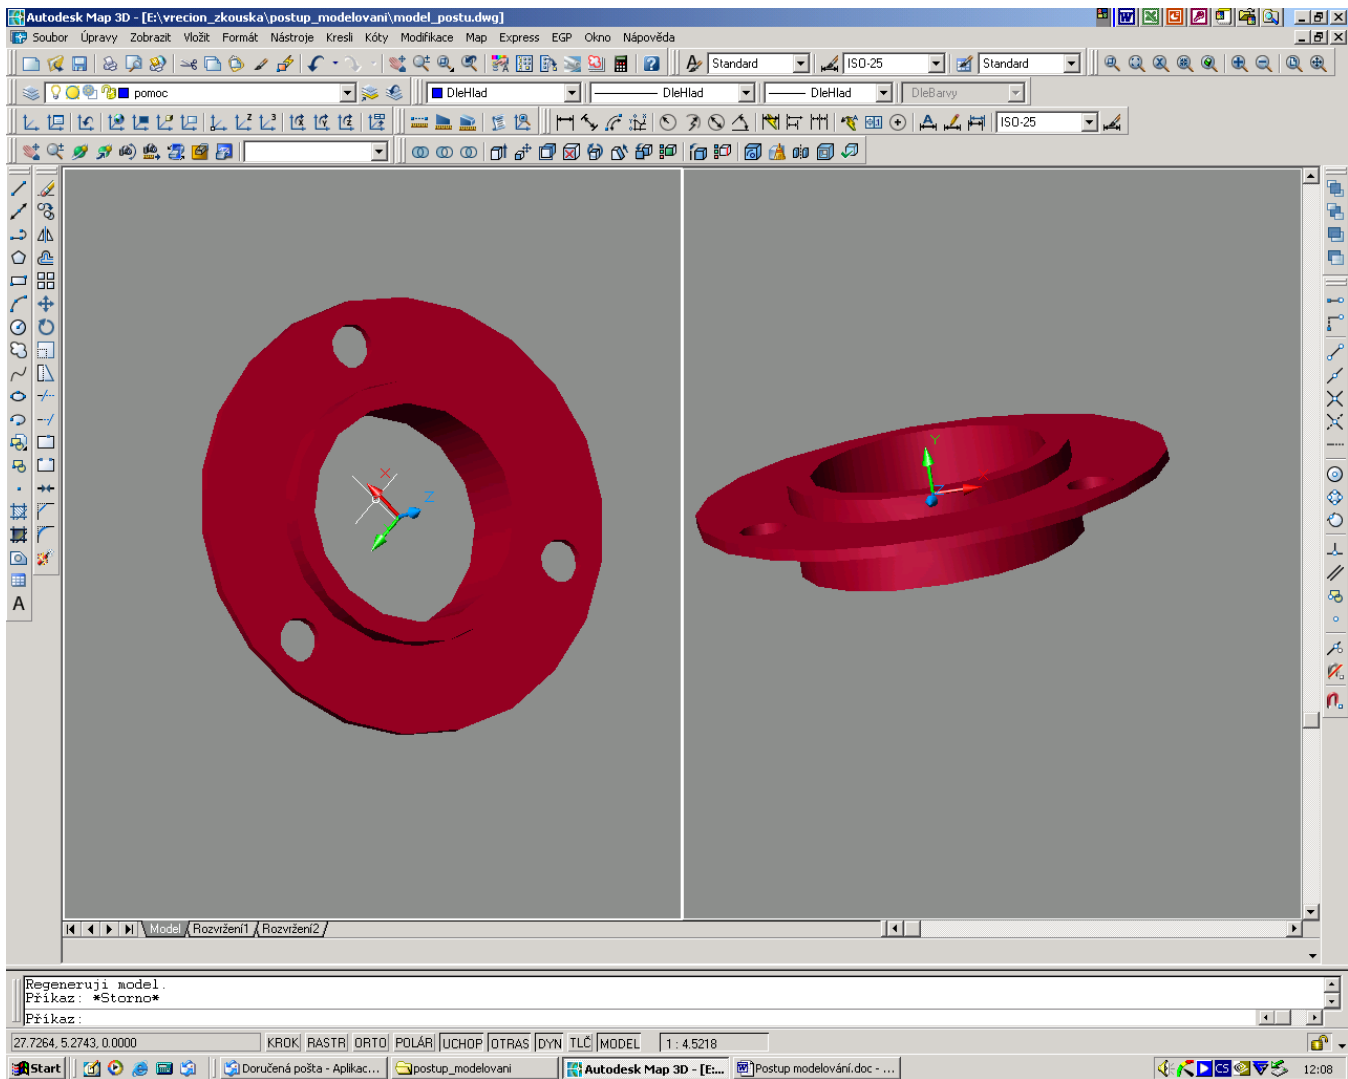 Autodesk Map 3D - [E:\vrecion_zkouska\postup_modelovani\model_postu.dwg]
Soubor Úpravy Zobrazit Vložit Formát Nástroje Kresli Kóty Modifikace Map Express EGP Okno Nápověda
Standard ISO-25 Standard
pomoc DleHlad DleHlad DleHlad DleBarvy
ISO-25
Y
X
Z
X
Z
A
Model Rozvržení1 Rozvržení2
Regeneruji model.
Příkaz: *Storno*
Příkaz:
27.7264, 5.2743, 0.0000 KROK RASTR ORTO POLÁR UCHOP OTRAS DYN TLČ MODEL 1 : 4.5218
Start Doručená pošta - Aplikac... postup_modelovani Autodesk Map 3D - [E:... Postup modelování.doc - ... CS 12:08